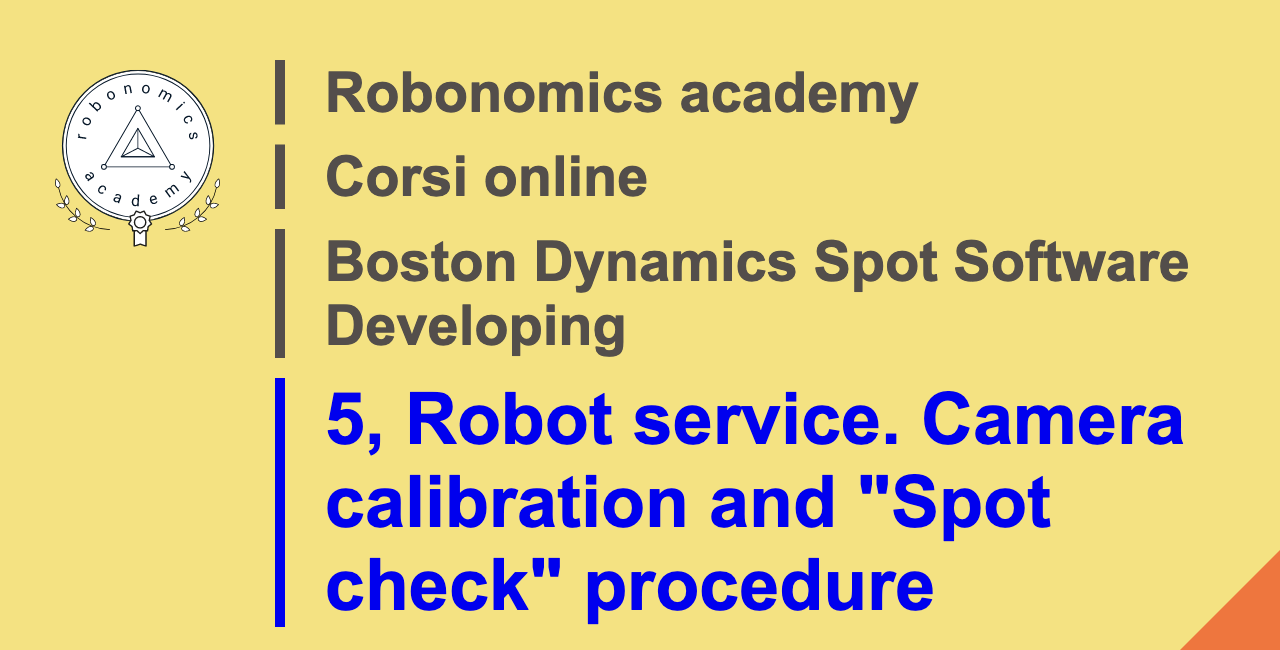 robonomics
academy
Robonomics academy
Corsi online
Boston Dynamics Spot Software
Developing
5, Robot service. Camera
calibration and "Spot
check" procedure